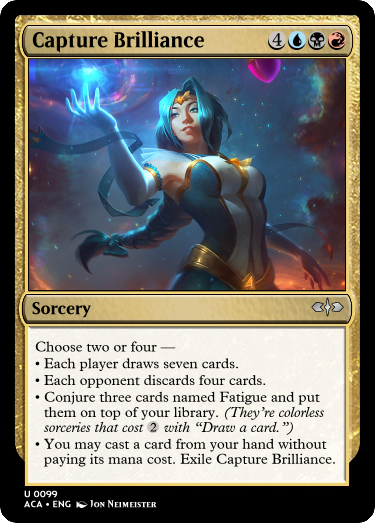 Capture Brilliance 4
Sorcery
Choose two or four —
• Each player draws seven cards.
• Each opponent discards four cards.
• Conjure three cards named Fatigue and put
them on top of your library. (They're colorless
sorceries that cost 2 with “Draw a card.”)
• You may cast a card from your hand without
paying its mana cost. Exile Capture Brilliance.
U 0099
ACA • ENG Jon Neimeister